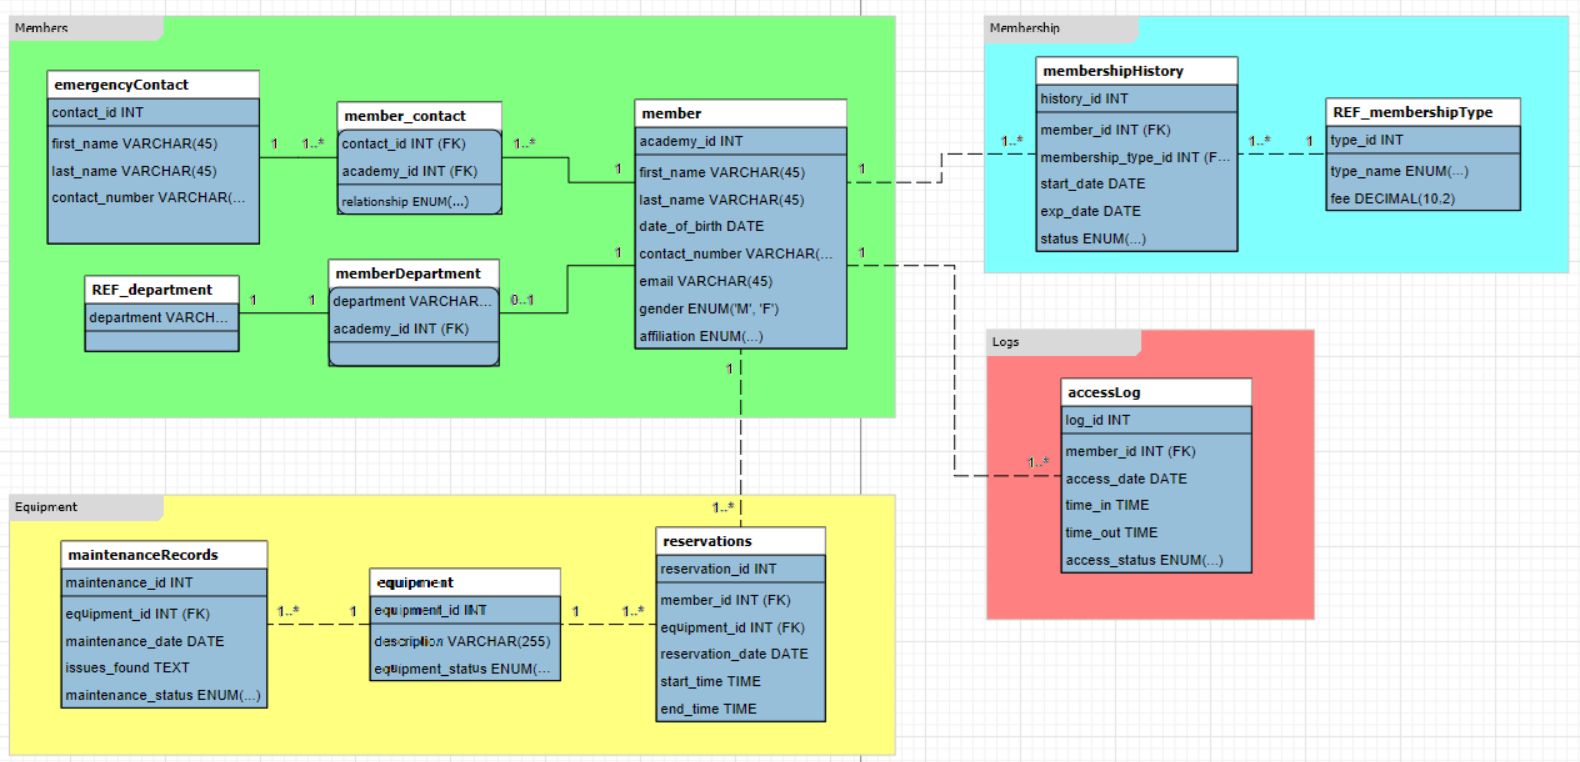 Members
emergencyContact
contact_id INT
first_name VARCHAR(45)
last_name VARCHAR(45)
contact_number VARCHAR(...
1
1..*
member_contact
contact_id INT (FK)
academy_id INT (FK)
relationship ENUM(...)
1..*
1
member
academy_id INT
first_name VARCHAR(45)
last_name VARCHAR(45)
date_of_birth DATE
contact_number VARCHAR(...
email VARCHAR(45)
gender ENUM('M', 'F')
affiliation ENUM(...)
REF_department
department VARCH...
1
1
memberDepartment
department VARCHAR...
academy_id INT (FK)
0..1
1
1
1
1
Membership
1..*
membershipHistory
history_id INT
member_id INT (FK)
membership_type_id INT (F...
start_date DATE
exp_date DATE
status ENUM(...)
1..*
1
REF_membershipType
type_id INT
type_name ENUM(...)
fee DECIMAL(10,2)
Logs
1..*
accessLog
log_id INT
member_id INT (FK)
access_date DATE
time_in TIME
time_out TIME
access_status ENUM(...)
Equipment
maintenanceRecords
maintenance_id INT
equipment_id INT (FK)
maintenance_date DATE
issues_found TEXT
maintenance_status ENUM(...)
1..*
1
equipment
equipment_id INT
description VARCHAR(255)
equipment_status ENUM(...
1
1..*
1..*
reservations
reservation_id INT
member_id INT (FK)
equipment_id INT (FK)
reservation_date DATE
start_time TIME
end_time TIME